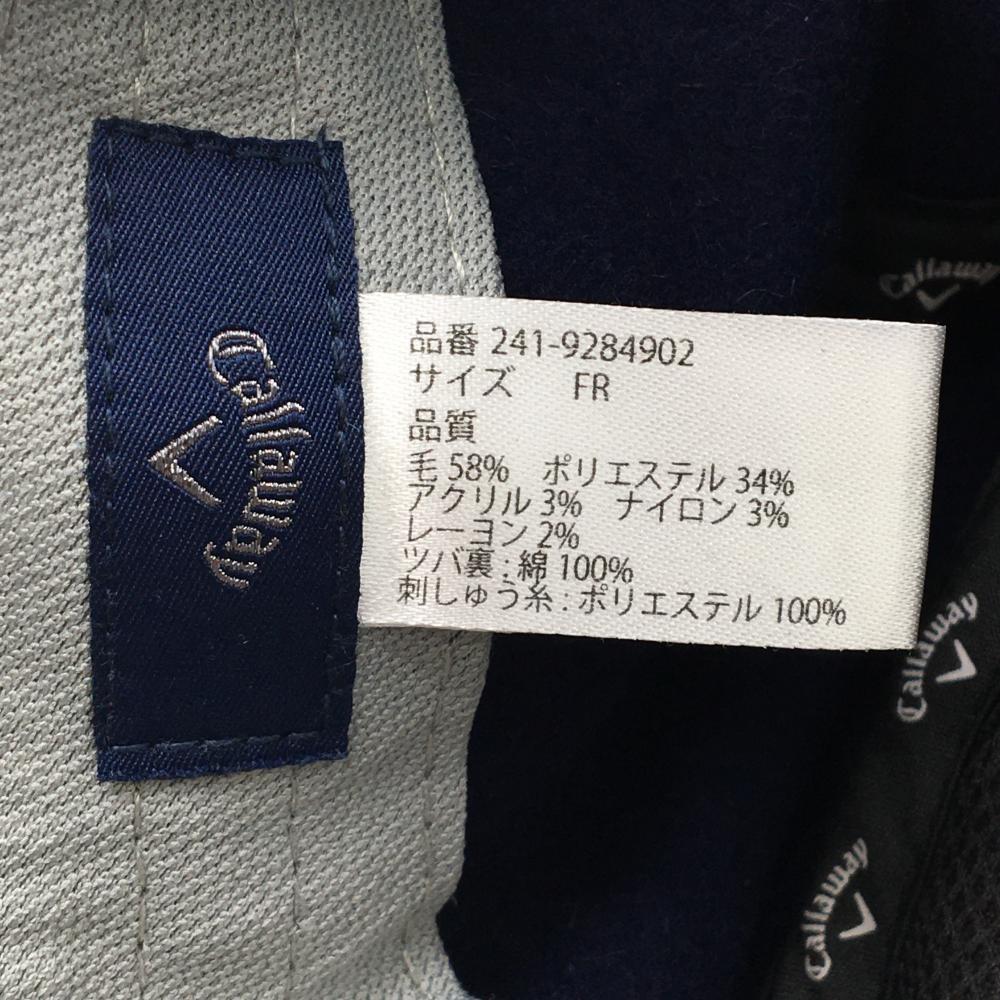 Callaway
品番 241-9284902
サイズ FR
品質
毛 58% ポリエステル 34%
アクリル 3% ナイロン 3%
レーヨン 2%
ツバ裏 : 綿 100%
刺しゅう糸 : ポリエステル 100%
Callaway
Callaway
Callaway